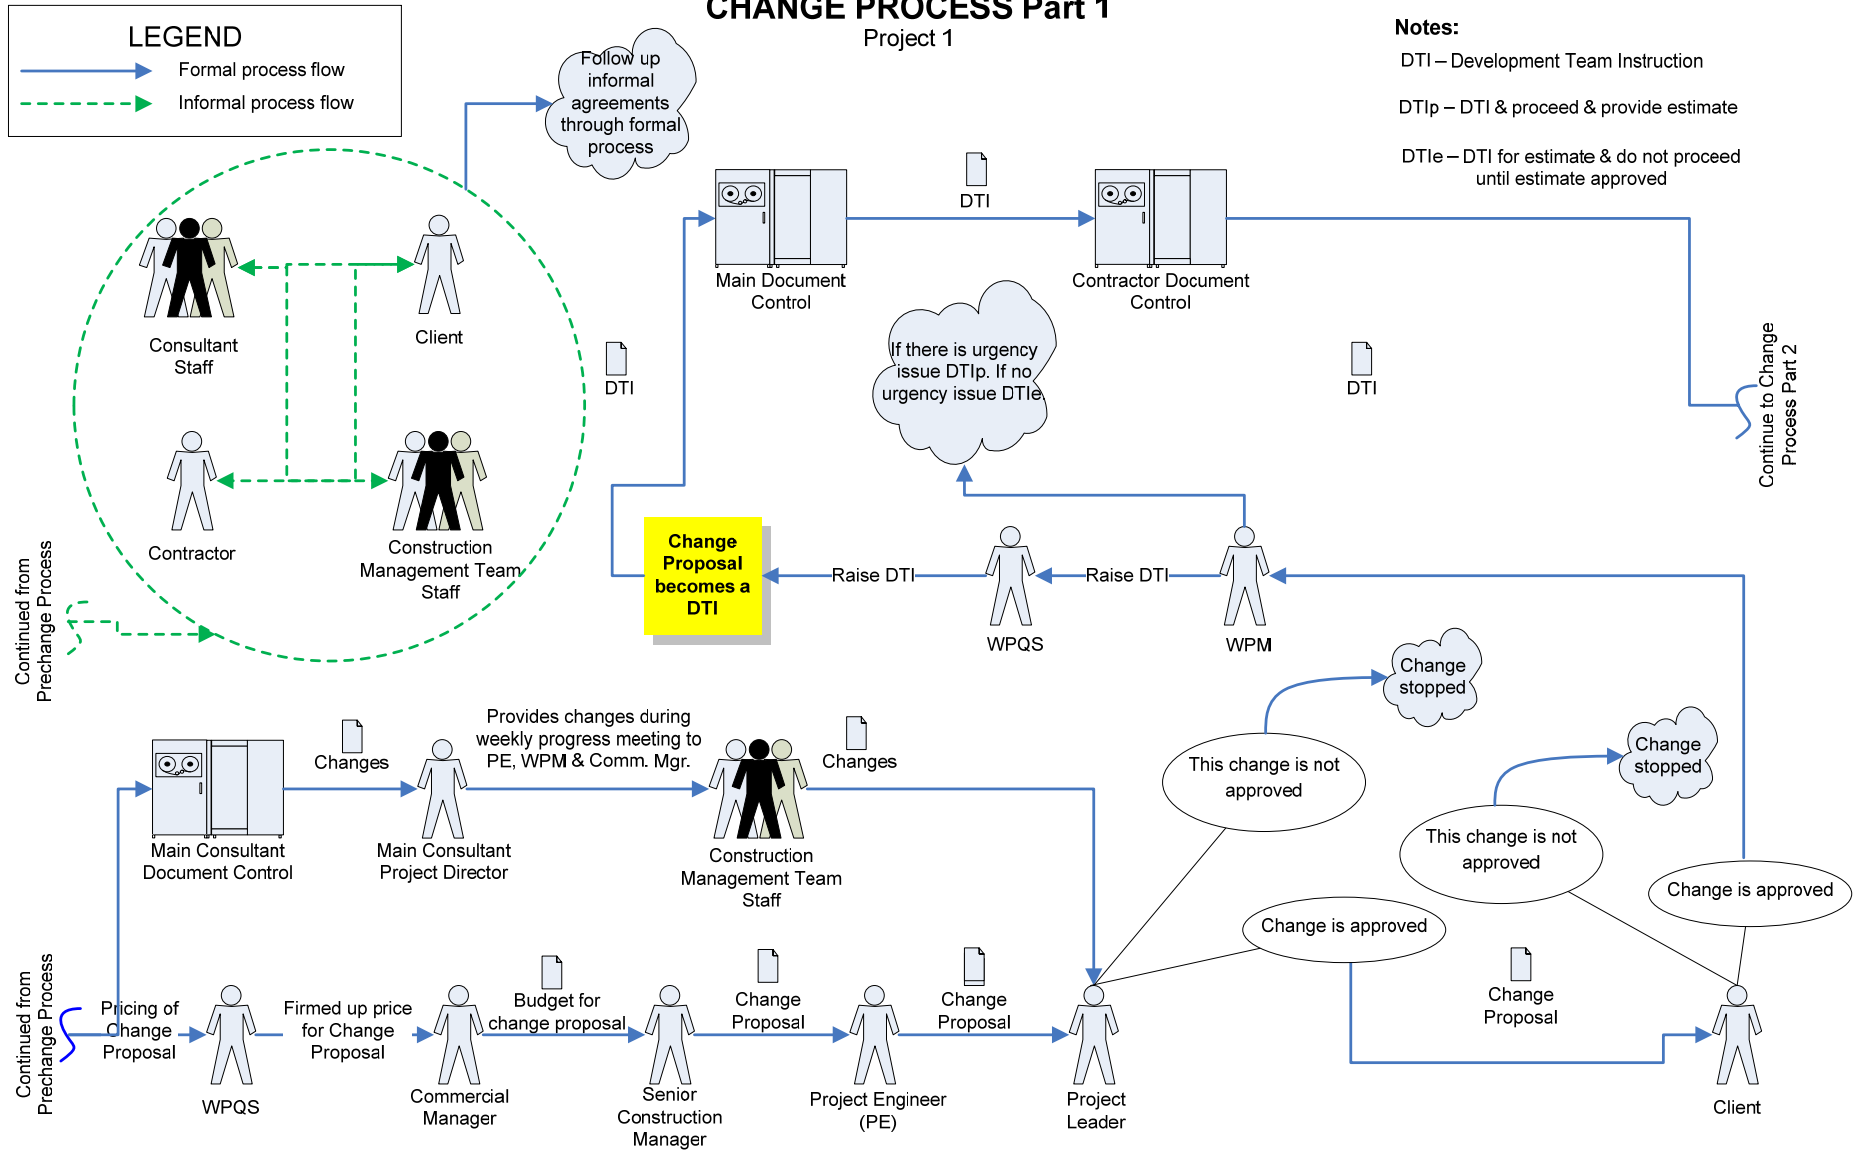 CHANGE PROCESS Part 1
Project 1
LEGEND
Formal process flow
Informal process flow
Follow up
informal
agreements
through formal
process
Notes:
DTI – Development Team Instruction
DTIp – DTI & proceed & provide estimate
DTIe – DTI for estimate & do not proceed
until estimate approved
Consultant
Staff
Client
Contractor
Construction
Management Team
Staff
Continued from
Prechange Process
DTI
Main Document
Control
DTI
Contractor Document
Control
DTI
Continue to Change
Process Part 2
If there is urgency
issue DTIp. If no
urgency issue DTIe.
Change
Proposal
becomes a
DTI
Raise DTI
WPQS
Raise DTI
WPM
Change
stopped
Change
stopped
This change is not
approved
This change is not
approved
Change is approved
Change is approved
Main Consultant
Document Control
Changes
Main Consultant
Project Director
Provides changes during
weekly progress meeting to
PE, WPM & Comm. Mgr.
Construction
Management Team
Staff
Changes
Continued from
Prechange Process
Pricing of
Change
Proposal
WPQS
Firmed up price
for Change
Proposal
Commercial
Manager
Budget for
change proposal
Senior
Construction
Manager
Change
Proposal
Project Engineer
(PE)
Change
Proposal
Project
Leader
Change
Proposal
Client